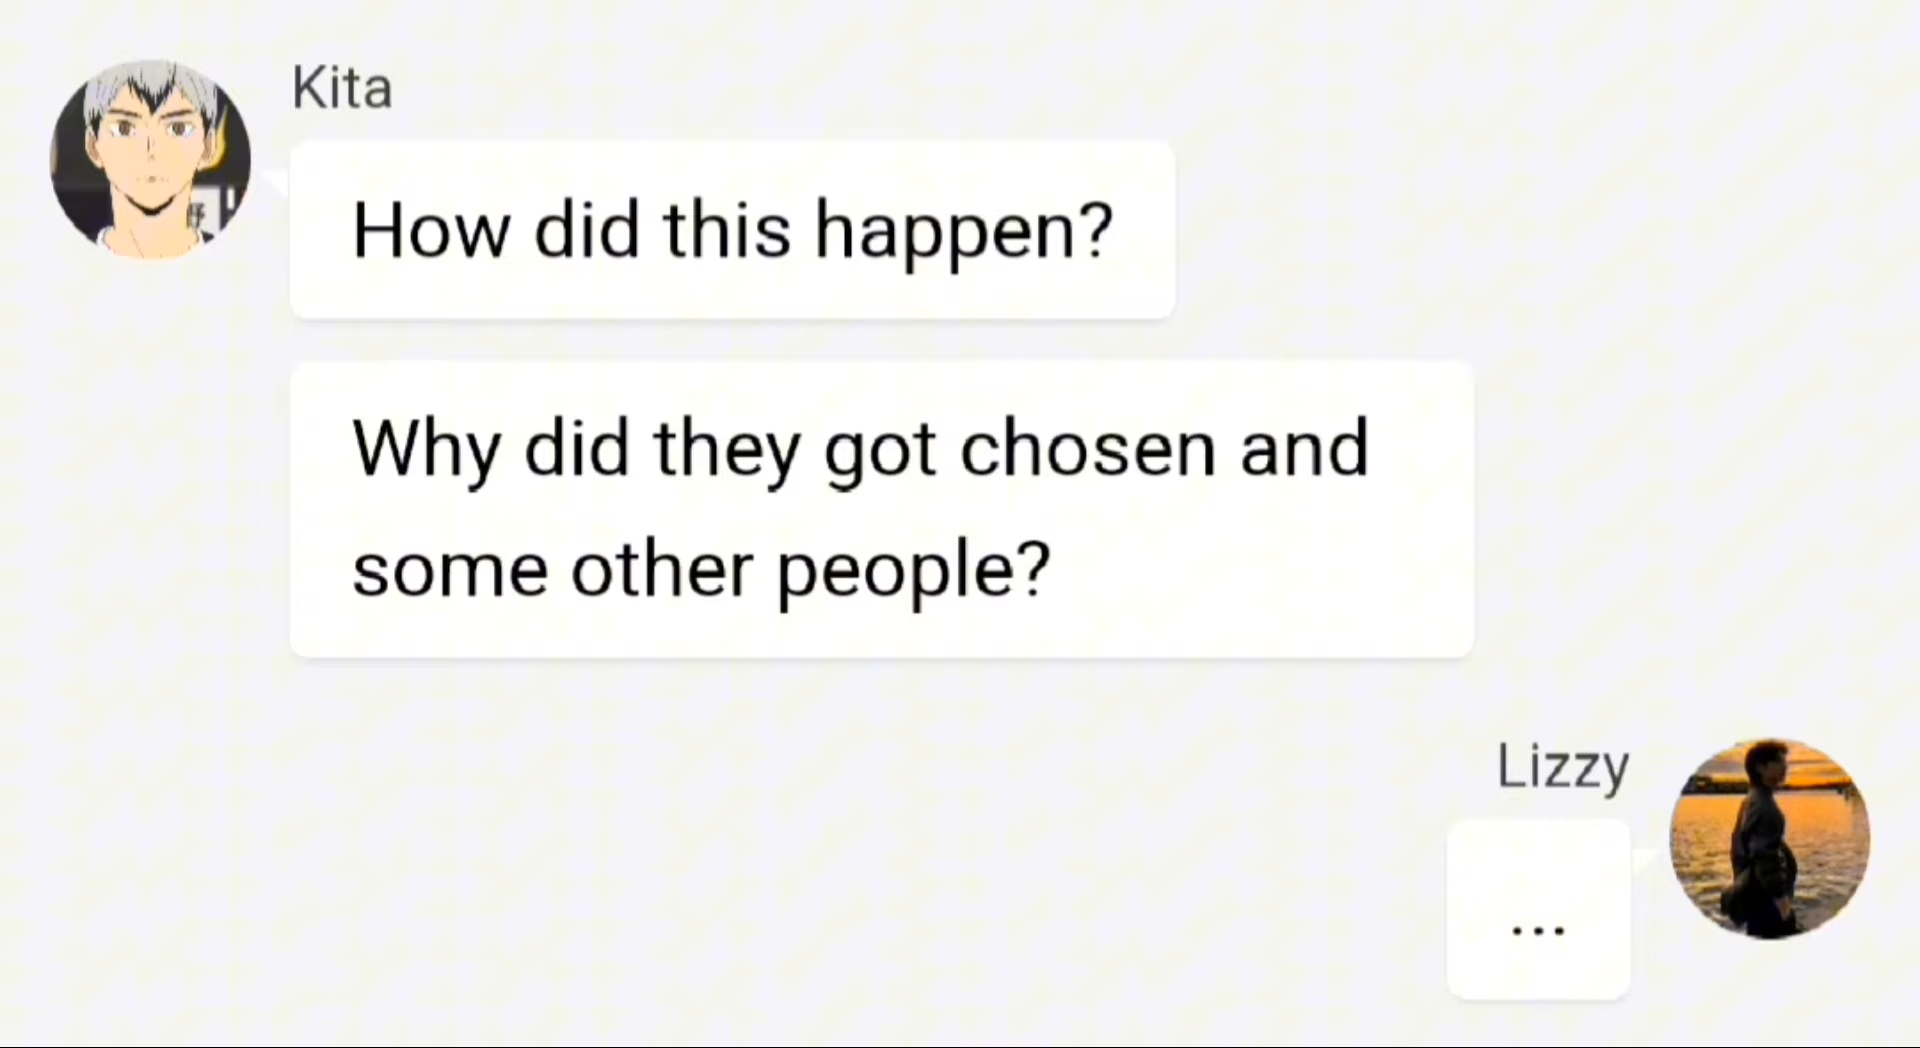 Kita
How did this happen?
Why did they got chosen and
some other people?
Lizzy
...